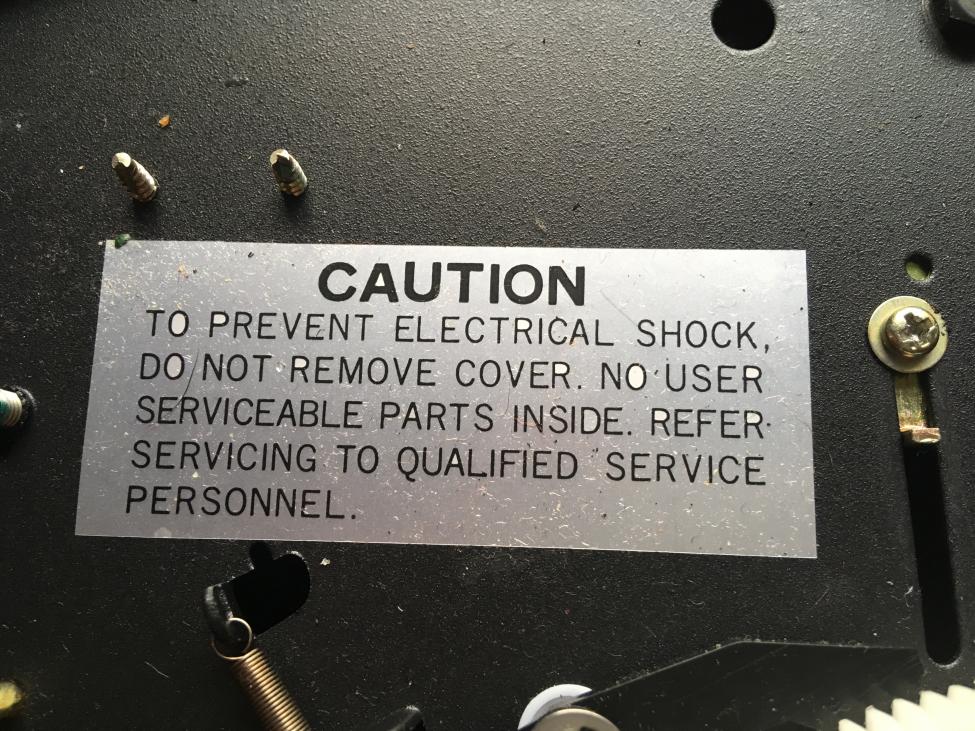 CAUTION
TO PREVENT ELECTRICAL SHOCK,
DO NOT REMOVE COVER. NO USER
SERVICEABLE PARTS INSIDE. REFER
SERVICING TO QUALIFIED SERVICE
PERSONNEL.